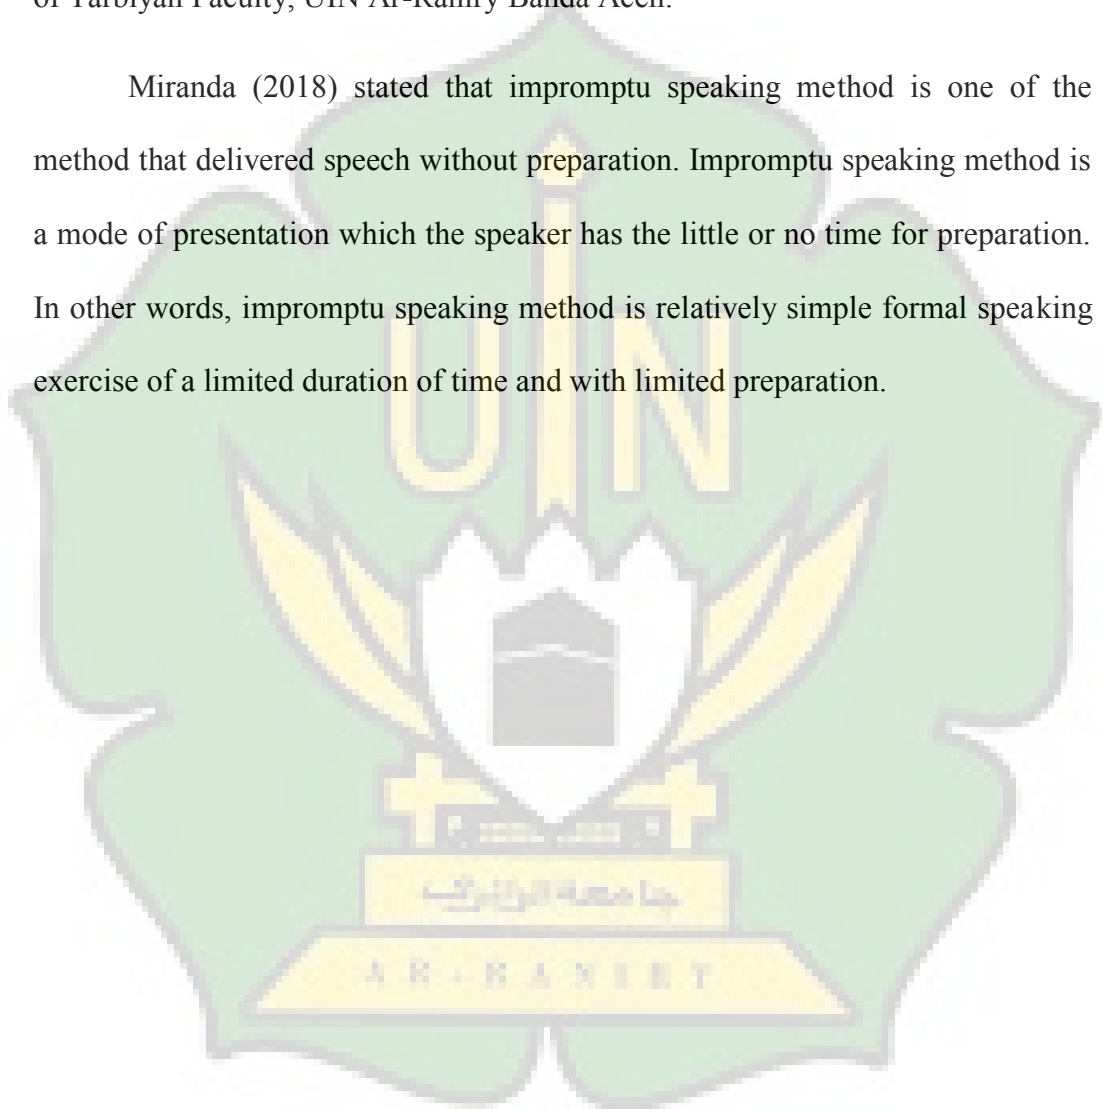 of Tarbiyah Faculty, UIN Ar-Raniry Banda Aceh.
Miranda (2018) stated that impromptu speaking method is one of the
method that delivered speech without preparation. Impromptu speaking method is
a mode of presentation which the speaker has the little or no time for preparation.
In other words, impromptu speaking method is relatively simple formal speaking
exercise of a limited duration of time and with limited preparation.
UIN
جامعة الرانيري
AR-RANIRY